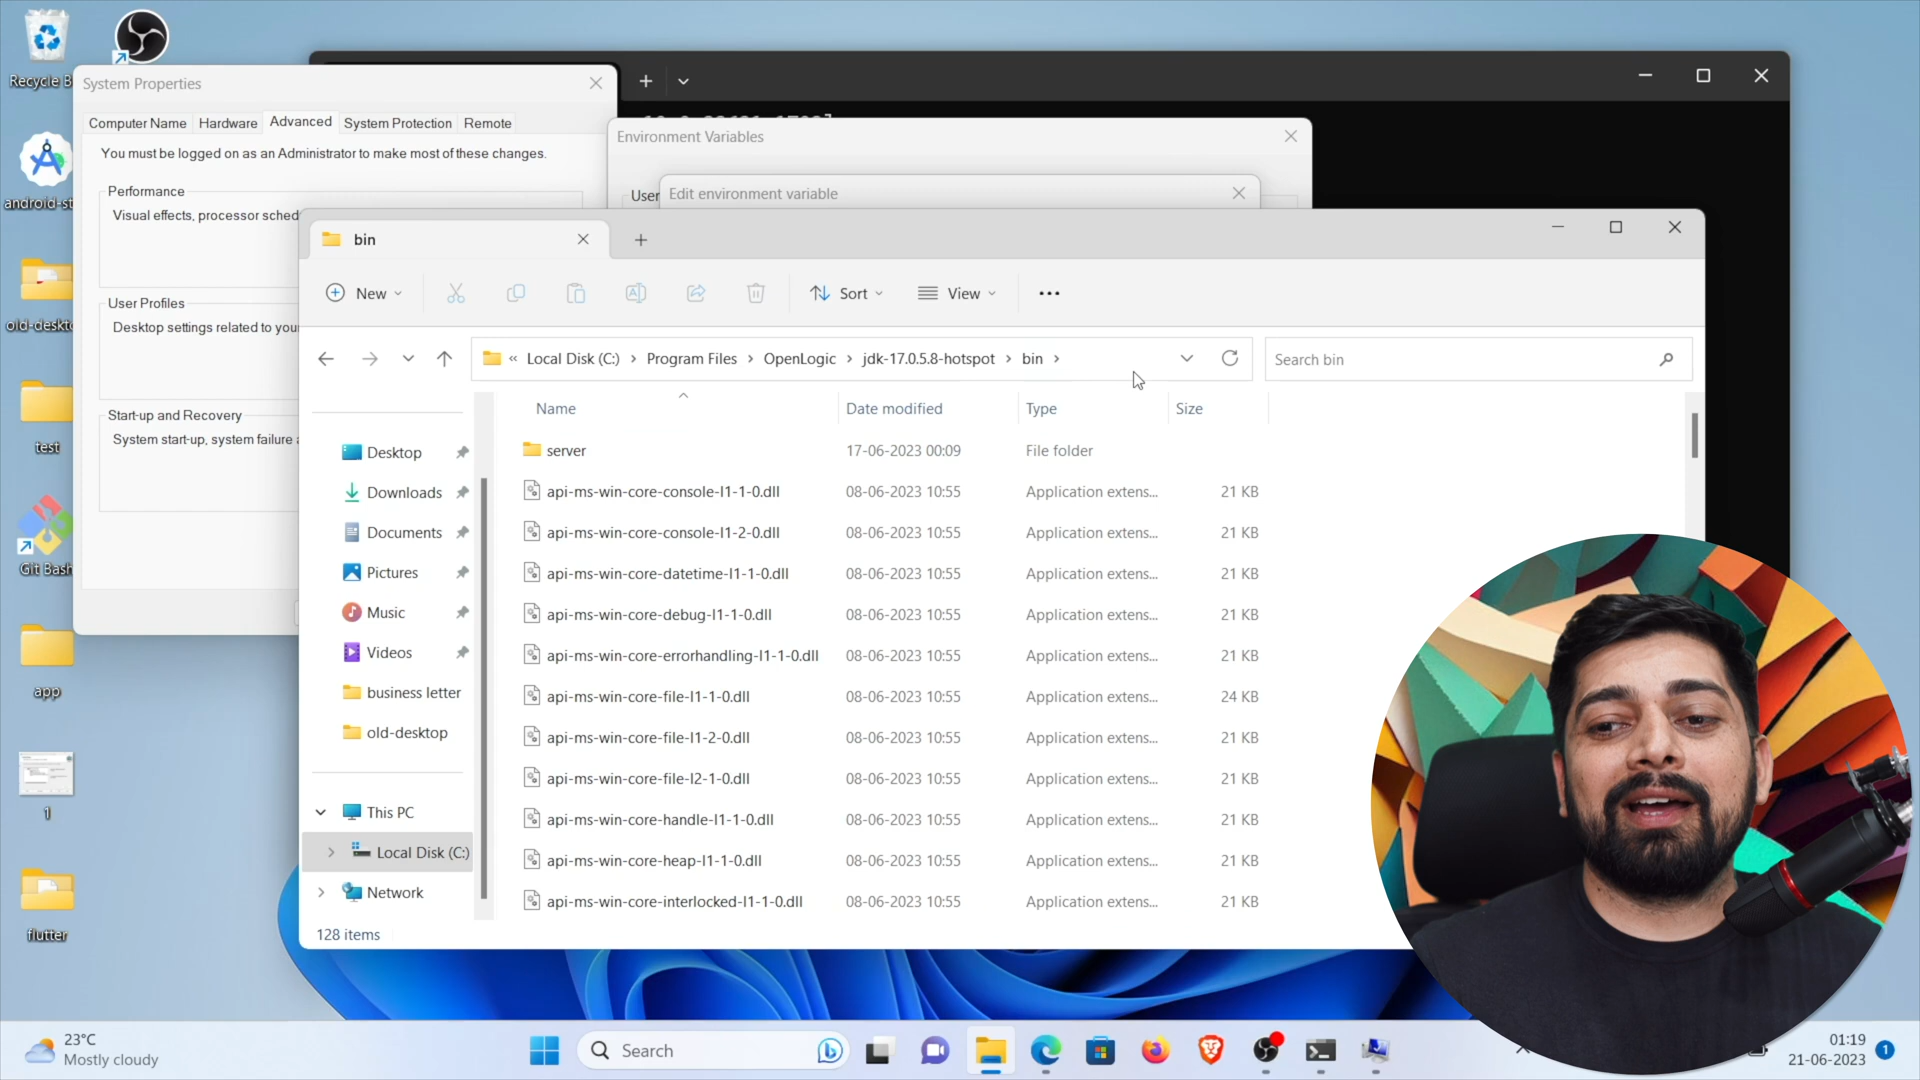 Recycle B
System Properties
Computer Name Hardware Advanced System Protection Remote
You must be logged on as an Administrator to make most of these changes.
Performance
Visual effects, processor sched
User Profiles
Desktop settings related to your
Start-up and Recovery
System start-up, system failure a
android-st
old-deskto
test
Git Bash
app
1
flutter
Environment Variables
User
Edit environment variable
bin
New Sort View
« Local Disk (C:) > Program Files > OpenLogic > jdk-17.0.5.8-hotspot > bin >
Search bin
Name Date modified Type Size
server 17-06-2023 00:09 File folder
api-ms-win-core-console-l1-1-0.dll 08-06-2023 10:55 Application extens... 21 KB
api-ms-win-core-console-l1-2-0.dll 08-06-2023 10:55 Application extens... 21 KB
api-ms-win-core-datetime-l1-1-0.dll 08-06-2023 10:55 Application extens... 21 KB
api-ms-win-core-debug-l1-1-0.dll 08-06-2023 10:55 Application extens... 21 KB
api-ms-win-core-errorhandling-l1-1-0.dll 08-06-2023 10:55 Application extens... 21 KB
api-ms-win-core-file-l1-1-0.dll 08-06-2023 10:55 Application extens... 24 KB
api-ms-win-core-file-l1-2-0.dll 08-06-2023 10:55 Application extens... 21 KB
api-ms-win-core-file-l2-1-0.dll 08-06-2023 10:55 Application extens... 21 KB
api-ms-win-core-handle-l1-1-0.dll 08-06-2023 10:55 Application extens... 21 KB
api-ms-win-core-heap-l1-1-0.dll 08-06-2023 10:55 Application extens... 21 KB
api-ms-win-core-interlocked-l1-1-0.dll 08-06-2023 10:55 Application extens... 21 KB
Desktop
Downloads
Documents
Pictures
Music
Videos
business letter
old-desktop
This PC
Local Disk (C:)
Network
128 items
23°C
Mostly cloudy
Search
01:19
21-06-2023
1